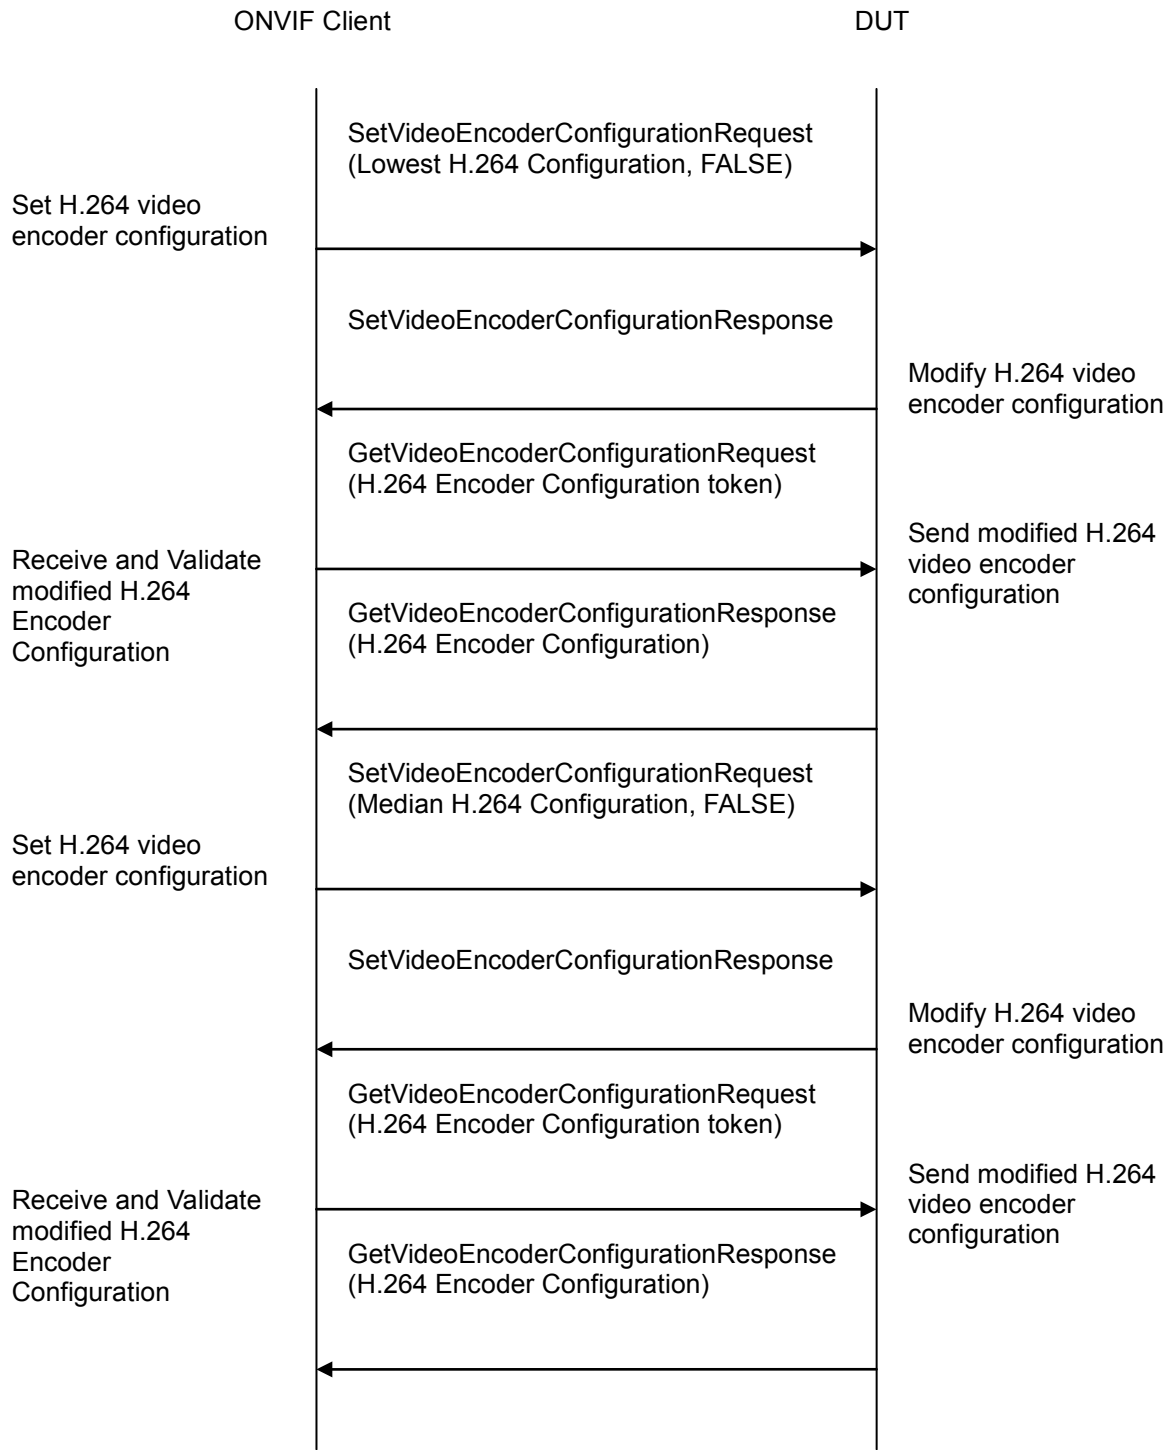 ONVIF Client
DUT
SetVideoEncoderConfigurationRequest
(Lowest H.264 Configuration, FALSE)
Set H.264 video
encoder configuration
SetVideoEncoderConfigurationResponse
Modify H.264 video
encoder configuration
GetVideoEncoderConfigurationRequest
(H.264 Encoder Configuration token)
Send modified H.264
video encoder
configuration
Receive and Validate
modified H.264
Encoder
Configuration
GetVideoEncoderConfigurationResponse
(H.264 Encoder Configuration)
SetVideoEncoderConfigurationRequest
(Median H.264 Configuration, FALSE)
Set H.264 video
encoder configuration
SetVideoEncoderConfigurationResponse
Modify H.264 video
encoder configuration
GetVideoEncoderConfigurationRequest
(H.264 Encoder Configuration token)
Send modified H.264
video encoder
configuration
Receive and Validate
modified H.264
Encoder
Configuration
GetVideoEncoderConfigurationResponse
(H.264 Encoder Configuration)